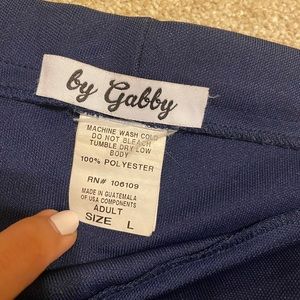 by Gabby
MACHINE WASH COLD
DO NOT BLEACH
TUMBLE DRY LOW
BODY
100% POLYESTER
RN# 106109
MADE IN GUATEMALA
OF USA COMPONENTS
ADULT
SIZE L